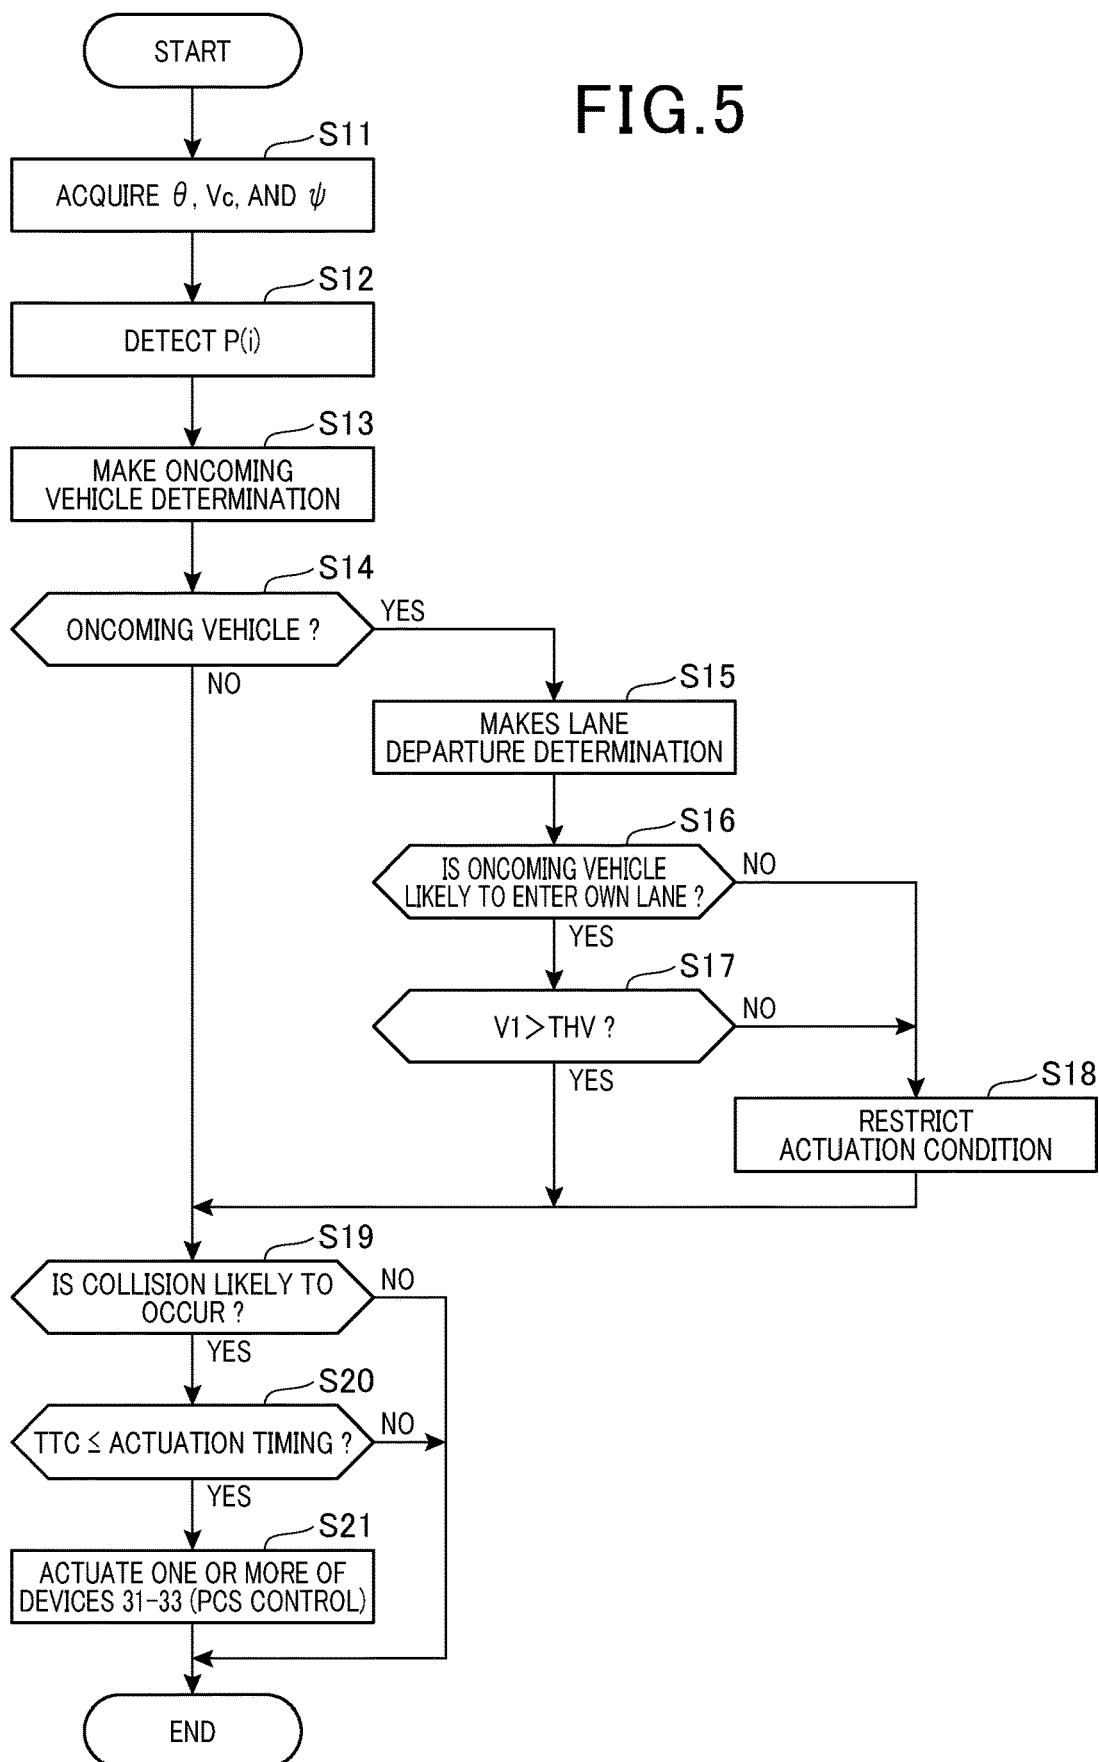 START
FIG.5
S11
ACQUIRE θ, Vc, AND ψ
S12
DETECT P(i)
S13
MAKE ONCOMING
VEHICLE DETERMINATION
S14
ONCOMING VEHICLE ?
YES
NO
S15
MAKES LANE
DEPARTURE DETERMINATION
S16
IS ONCOMING VEHICLE
LIKELY TO ENTER OWN LANE ?
NO
YES
S17
V1>THV ?
NO
YES
S18
RESTRICT
ACTUATION CONDITION
S19
IS COLLISION LIKELY TO
OCCUR ?
NO
YES
S20
TTC ≤ ACTUATION TIMING ?
NO
YES
S21
ACTUATE ONE OR MORE OF
DEVICES 31-33 (PCS CONTROL)
END